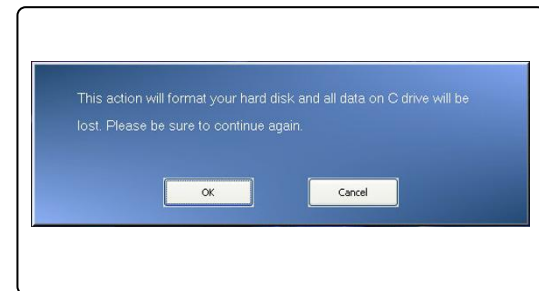 This action will format your hard disk and all data on C drive will be
lost. Please be sure to continue again.
OK
Cancel